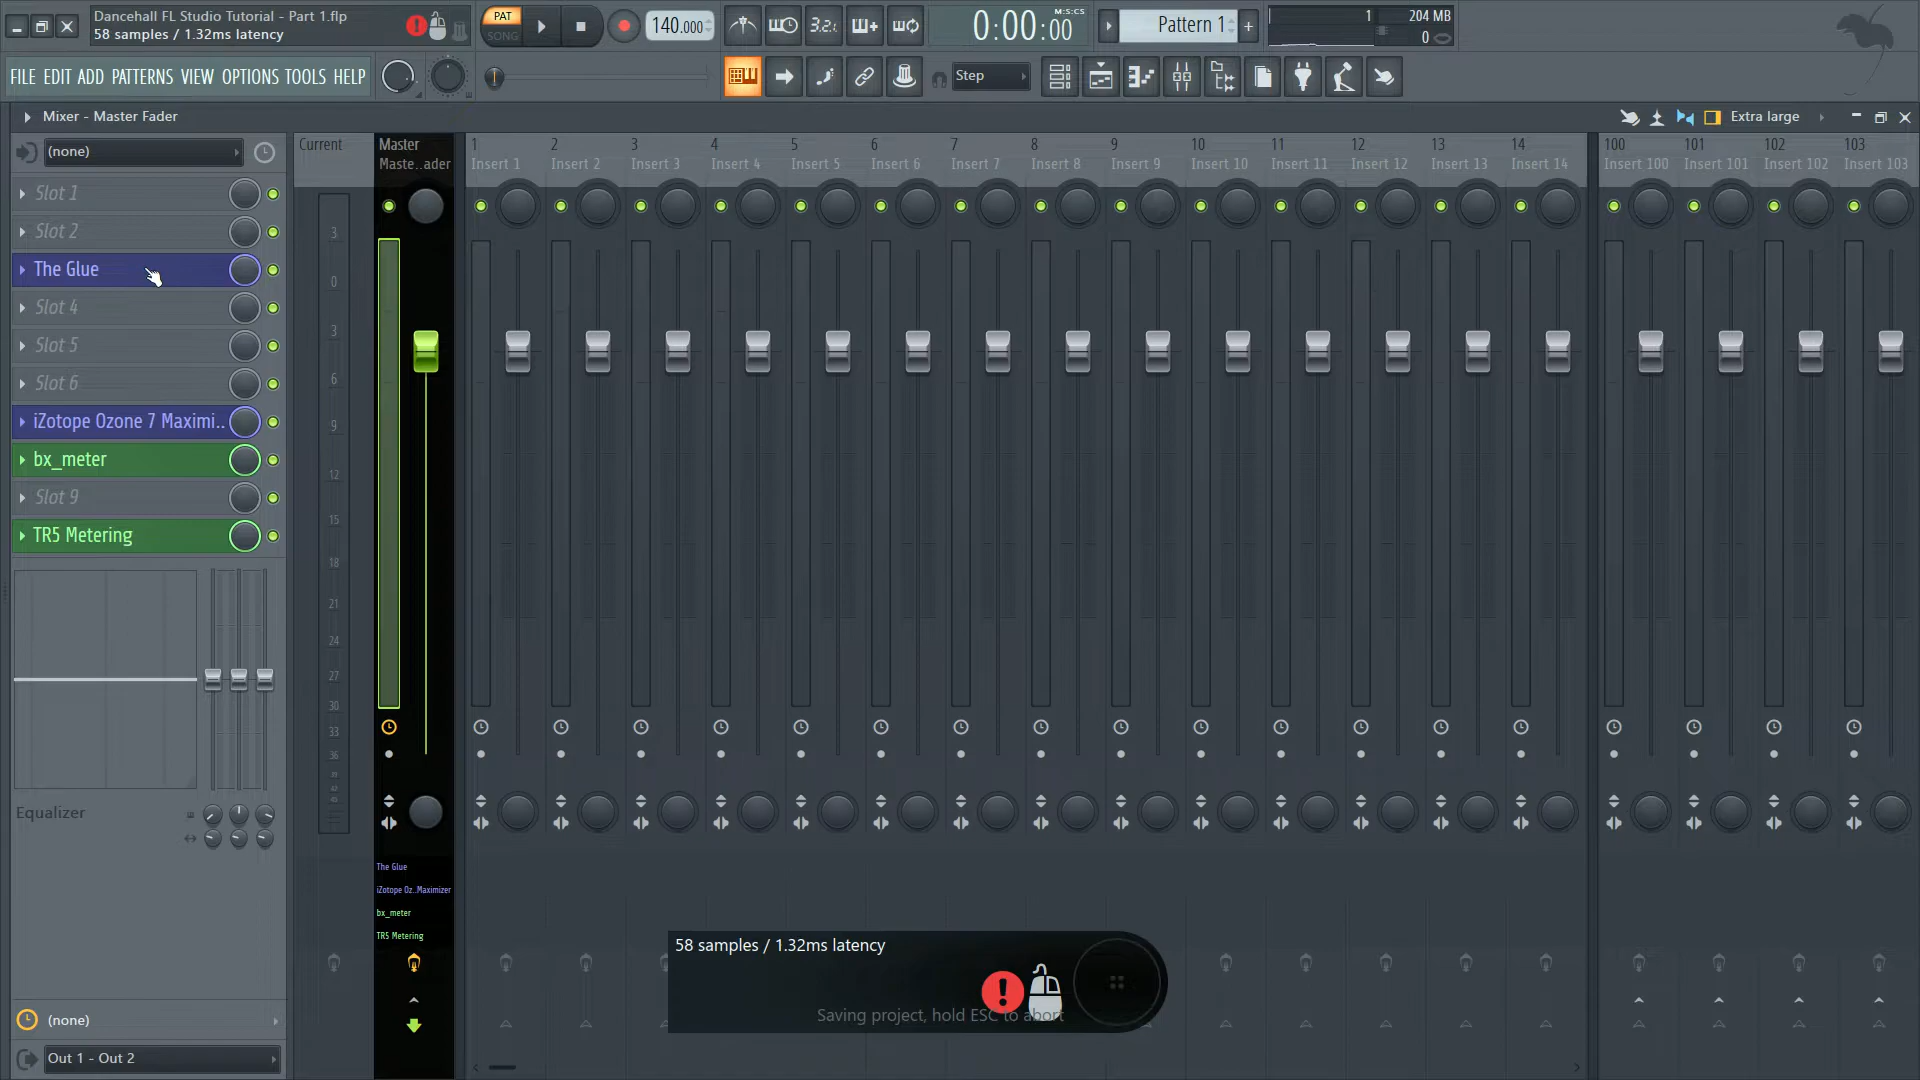 Dancehall FL Studio Tutorial - Part 1.flp
58 samples / 1.32ms latency
PAT
SONG
140.000
3.2.
0:00:00
M:S:CS
Pattern 1
1
204 MB
0
FILE EDIT ADD PATTERNS VIEW OPTIONS TOOLS HELP
Step
Mixer - Master Fader
Extra large
(none)
Slot 1
Slot 2
The Glue
Slot 4
Slot 5
Slot 6
iZotope Ozone 7 Maximi..
bx_meter
Slot 9
TR5 Metering
Equalizer
(none)
Out 1 - Out 2
Current
Master
Maste..ader
1 2 3 4 5 6 7 8 9 10 11 12 13 14 100 101 102 103
Insert 1 Insert 2 Insert 3 Insert 4 Insert 5 Insert 6 Insert 7 Insert 8 Insert 9 Insert 10 Insert 11 Insert 12 Insert 13 Insert 14 Insert 100 Insert 101 Insert 102 Insert 103
3
0
3
6
9
12
15
18
21
24
27
30
33
36
The Glue
iZotope Oz..Maximizer
bx_meter
TR5 Metering
58 samples / 1.32ms latency
Saving project, hold ESC to abort